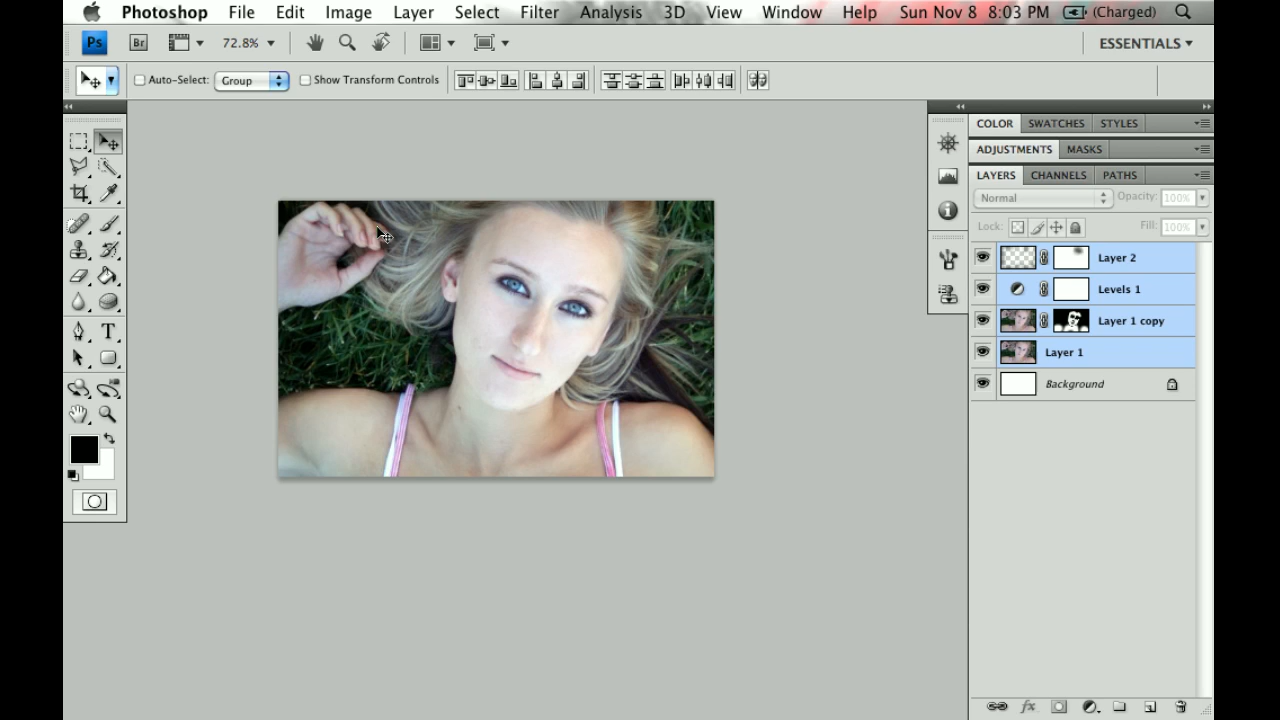 Photoshop File Edit Image Layer Select Filter Analysis 3D View Window Help Sun Nov 8 8:03 PM (Charged)
Ps Br 72.8% ESSENTIALS
Auto-Select: Group Show Transform Controls
COLOR SWATCHES STYLES
ADJUSTMENTS MASKS
LAYERS CHANNELS PATHS
Normal Opacity: 100%
Lock: Fill: 100%
Layer 2
Levels 1
Layer 1 copy
Layer 1
Background
T
fx